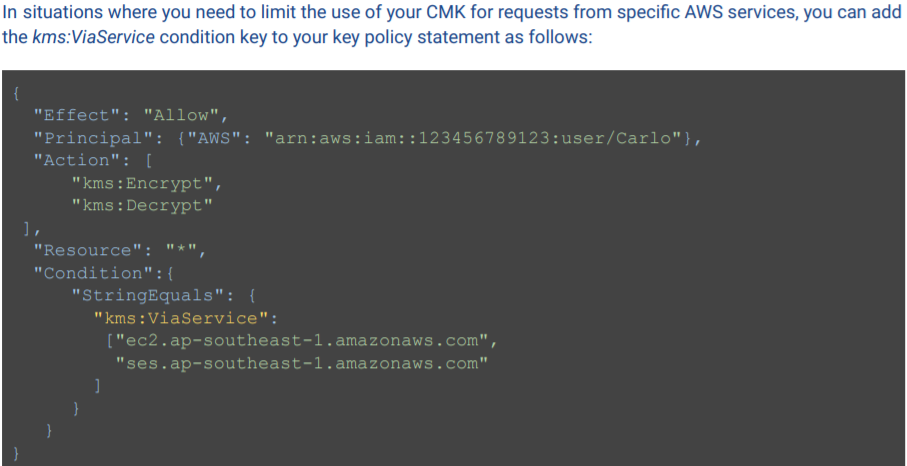 In situations where you need to limit the use of your CMK for requests from specific AWS services, you can add
the kms:ViaService condition key to your key policy statement as follows:
{
"Effect": "Allow",
"Principal": {"AWS": "arn:aws:iam::123456789123:user/Carlo"},
"Action": [
"kms:Encrypt",
"kms:Decrypt"
],
"Resource": "*",
"Condition":{
"StringEquals": {
"kms:ViaService":
["ec2.ap-southeast-1.amazonaws.com",
"ses.ap-southeast-1.amazonaws.com"
]
}
}
}